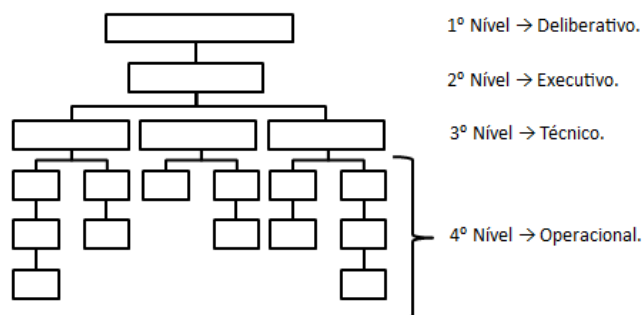 1º Nível → Deliberativo.
2º Nível → Executivo.
3º Nível → Técnico.
4º Nível → Operacional.